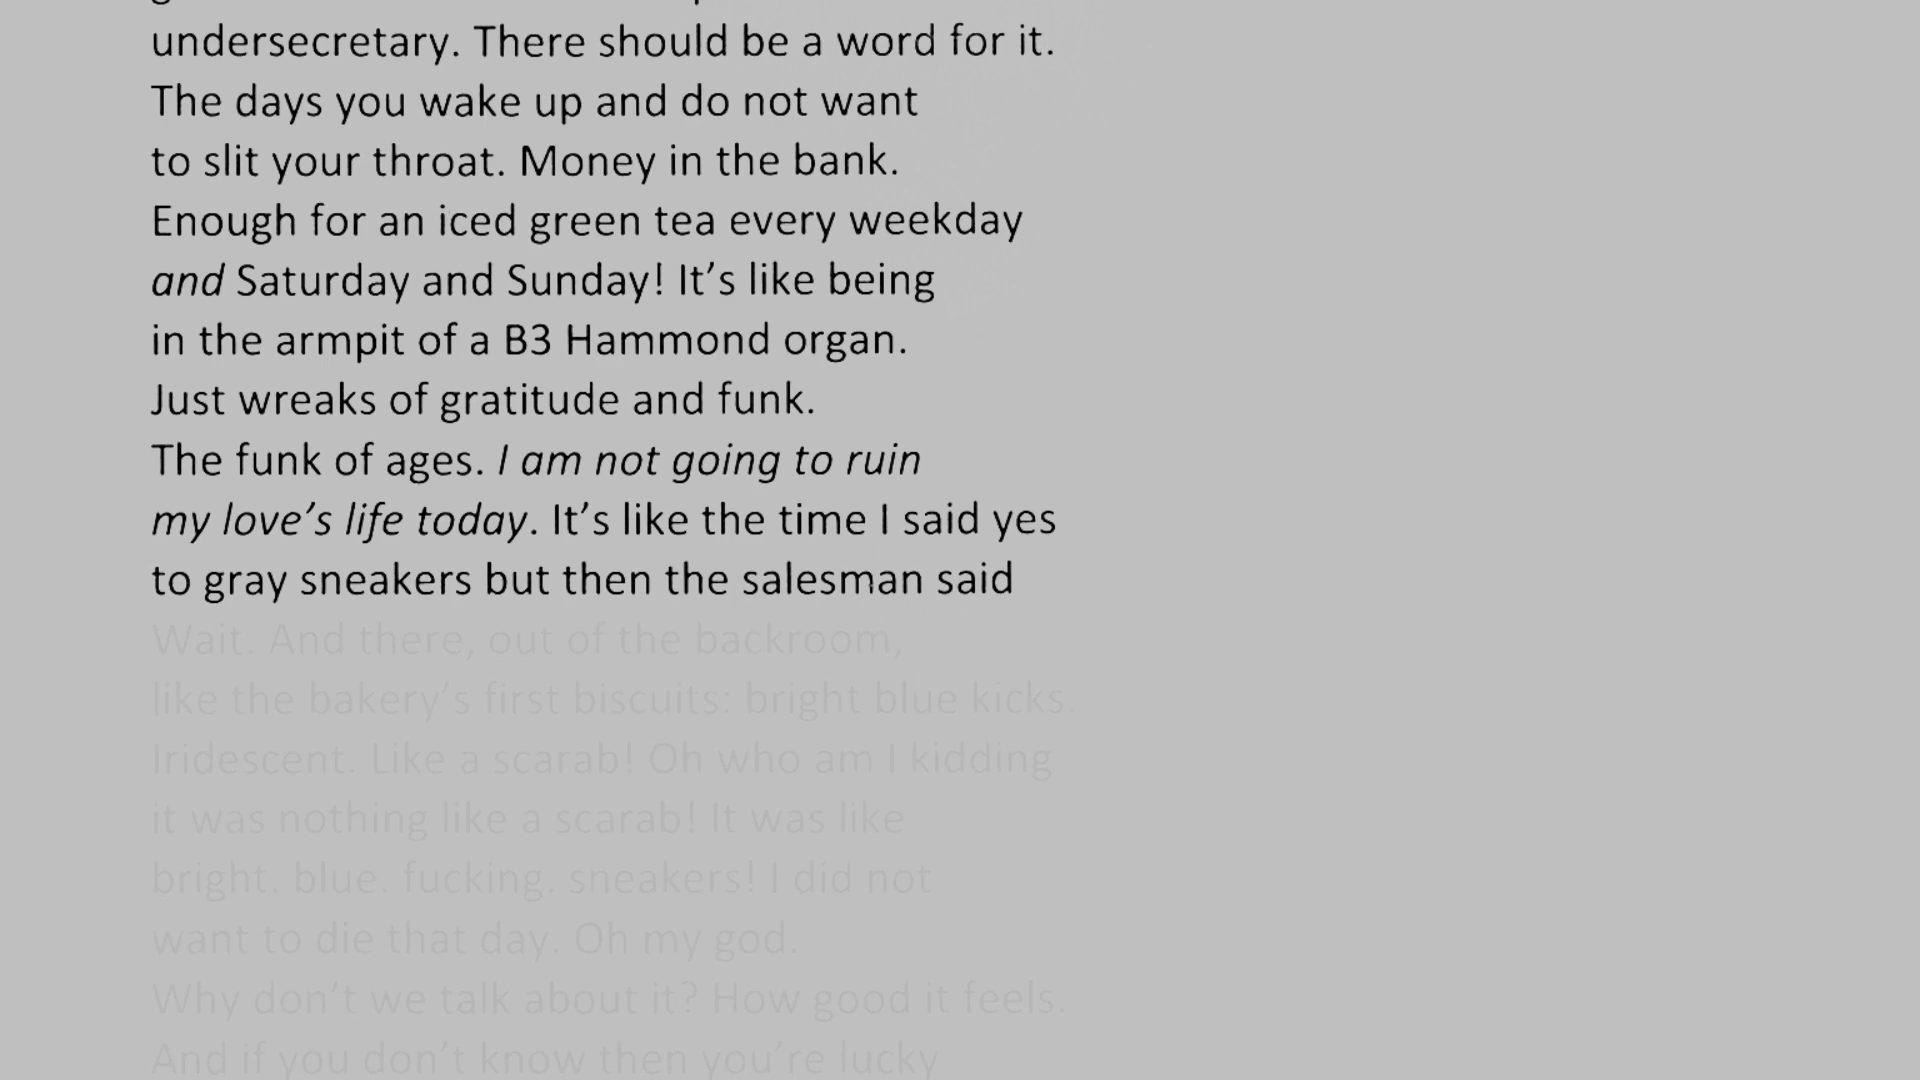 undersecretary. There should be a word for it.
The days you wake up and do not want
to slit your throat. Money in the bank.
Enough for an iced green tea every weekday
and Saturday and Sunday! It’s like being
in the armpit of a B3 Hammond organ.
Just wreaks of gratitude and funk.
The funk of ages. I am not going to ruin
my love’s life today. It’s like the time I said yes
to gray sneakers but then the salesman said
Wait. And there, out of the backroom,
like the bakery’s first biscuits: bright blue kicks.
Iridescent. Like a scarab! Oh who am I kidding
it was nothing like a scarab! It was like
bright. blue. fucking. sneakers! I did not
want to die that day. Oh my god.
Why don’t we talk about it? How good it feels.
And if you don’t know then you’re lucky